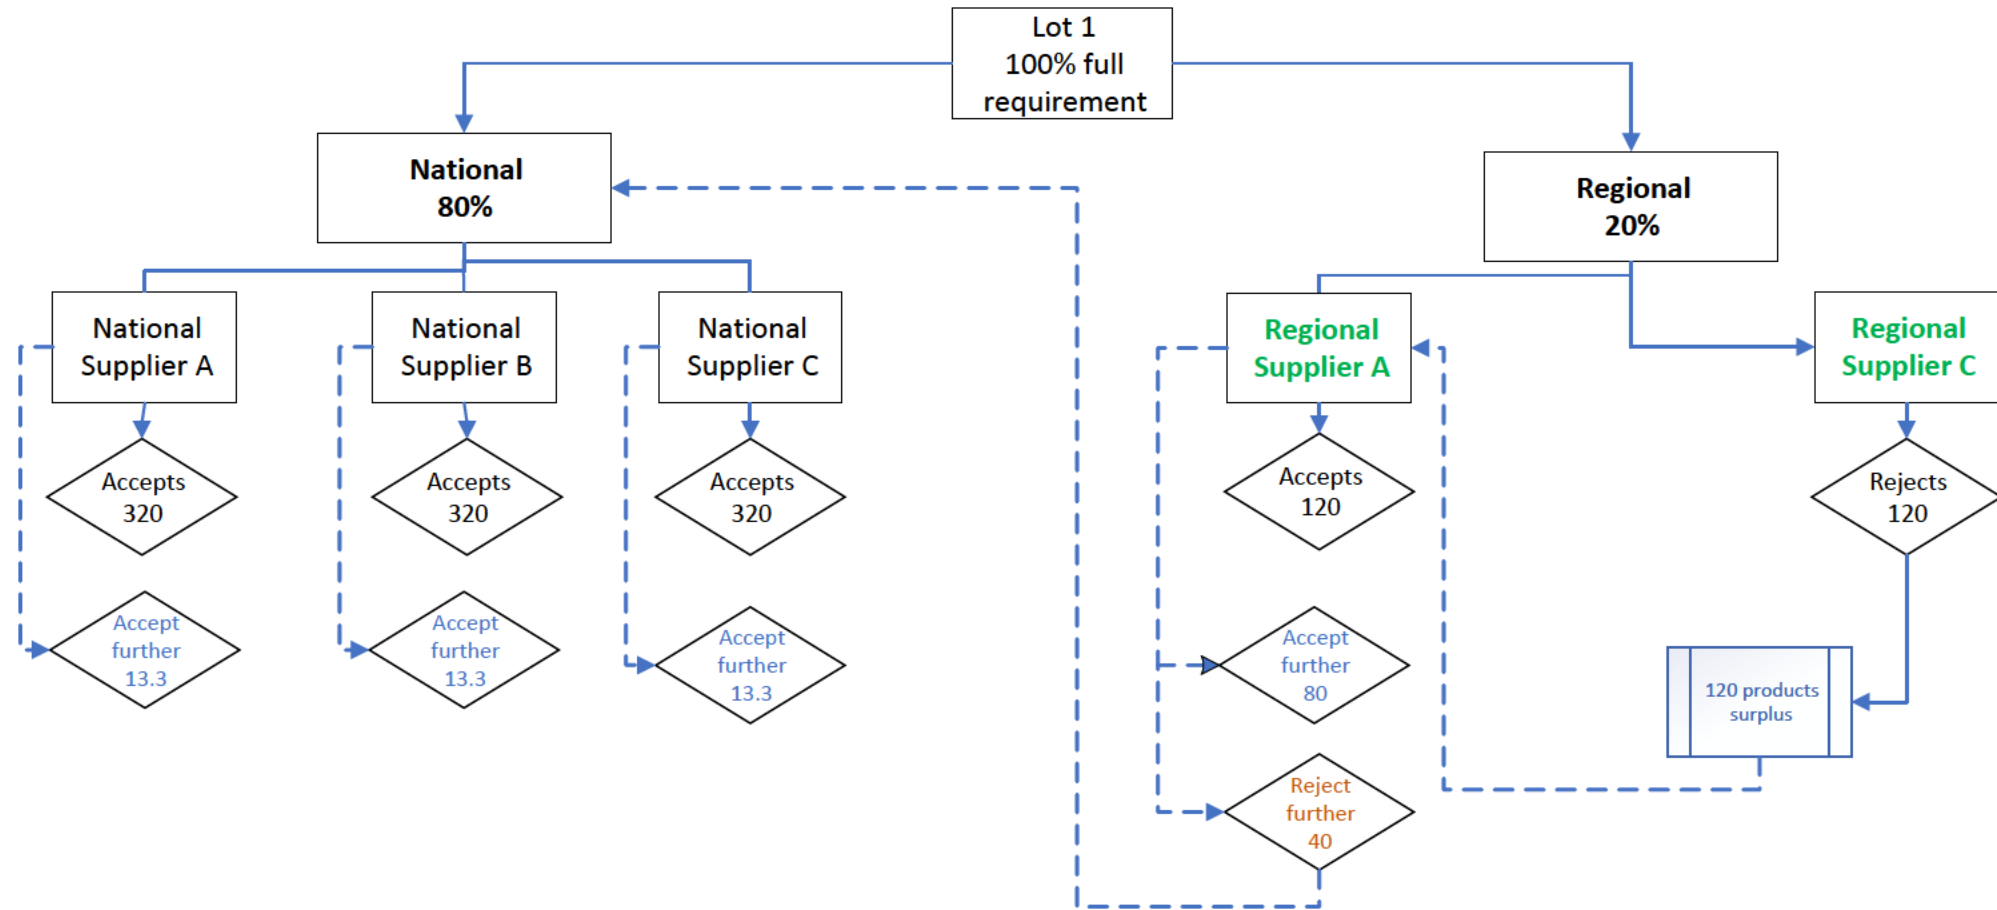 Lot 1
100% full
requirement
National
80%
Regional
20%
National
Supplier A
National
Supplier B
National
Supplier C
Regional
Supplier A
Regional
Supplier C
Accepts
320
Accepts
320
Accepts
320
Accepts
120
Rejects
120
Accept
further
13.3
Accept
further
13.3
Accept
further
13.3
Accept
further
80
120 products
surplus
Reject
further
40